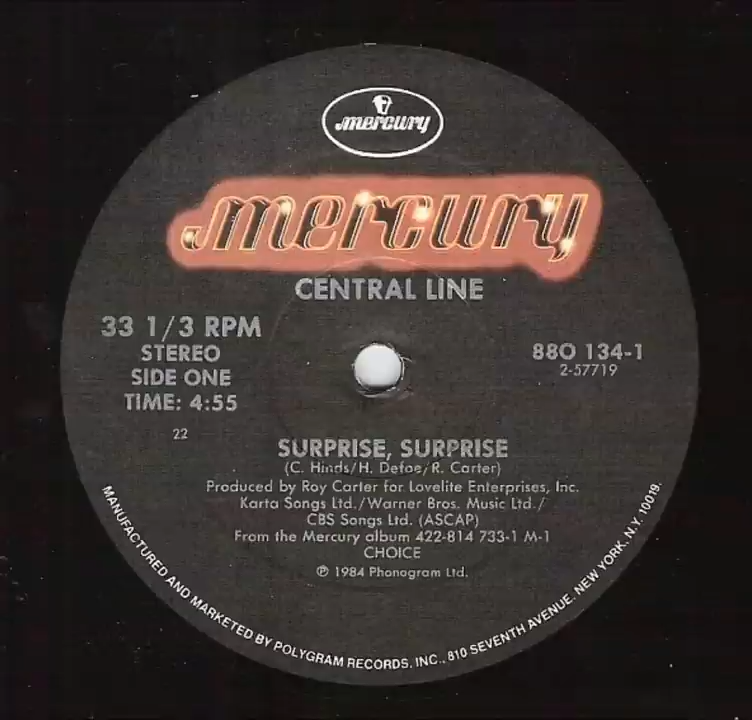 mercury
mercury
CENTRAL LINE
33 1/3 RPM
STEREO
SIDE ONE
TIME: 4:55
22
880 134-1
2-57719
SURPRISE, SURPRISE
(C. Hinds/H. Defoe/R. Carter)
Produced by Roy Carter for Lovelite Enterprises, Inc.
Karta Songs Ltd./Warner Bros. Music Ltd./
CBS Songs Ltd. (ASCAP)
From the Mercury album 422-814 733-1 M-1
CHOICE
℗ 1984 Phonogram Ltd.
MANUFACTURED AND MARKETED BY POLYGRAM RECORDS, INC., 810 SEVENTH AVENUE, NEW YORK, N.Y. 10019.